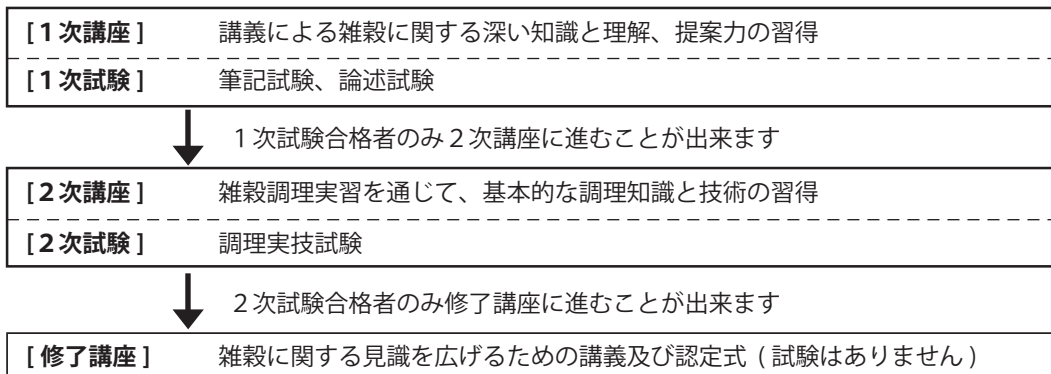 [１次講座] 講義による雑穀に関する深い知識と理解、提案力の習得
[１次試験] 筆記試験、論述試験
１次試験合格者のみ２次講座に進むことが出来ます
[２次講座] 雑穀調理実習を通じて、基本的な調理知識と技術の習得
[２次試験] 調理実技試験
２次試験合格者のみ修了講座に進むことが出来ます
[修了講座] 雑穀に関する見識を広げるための講義及び認定式 ( 試験はありません )